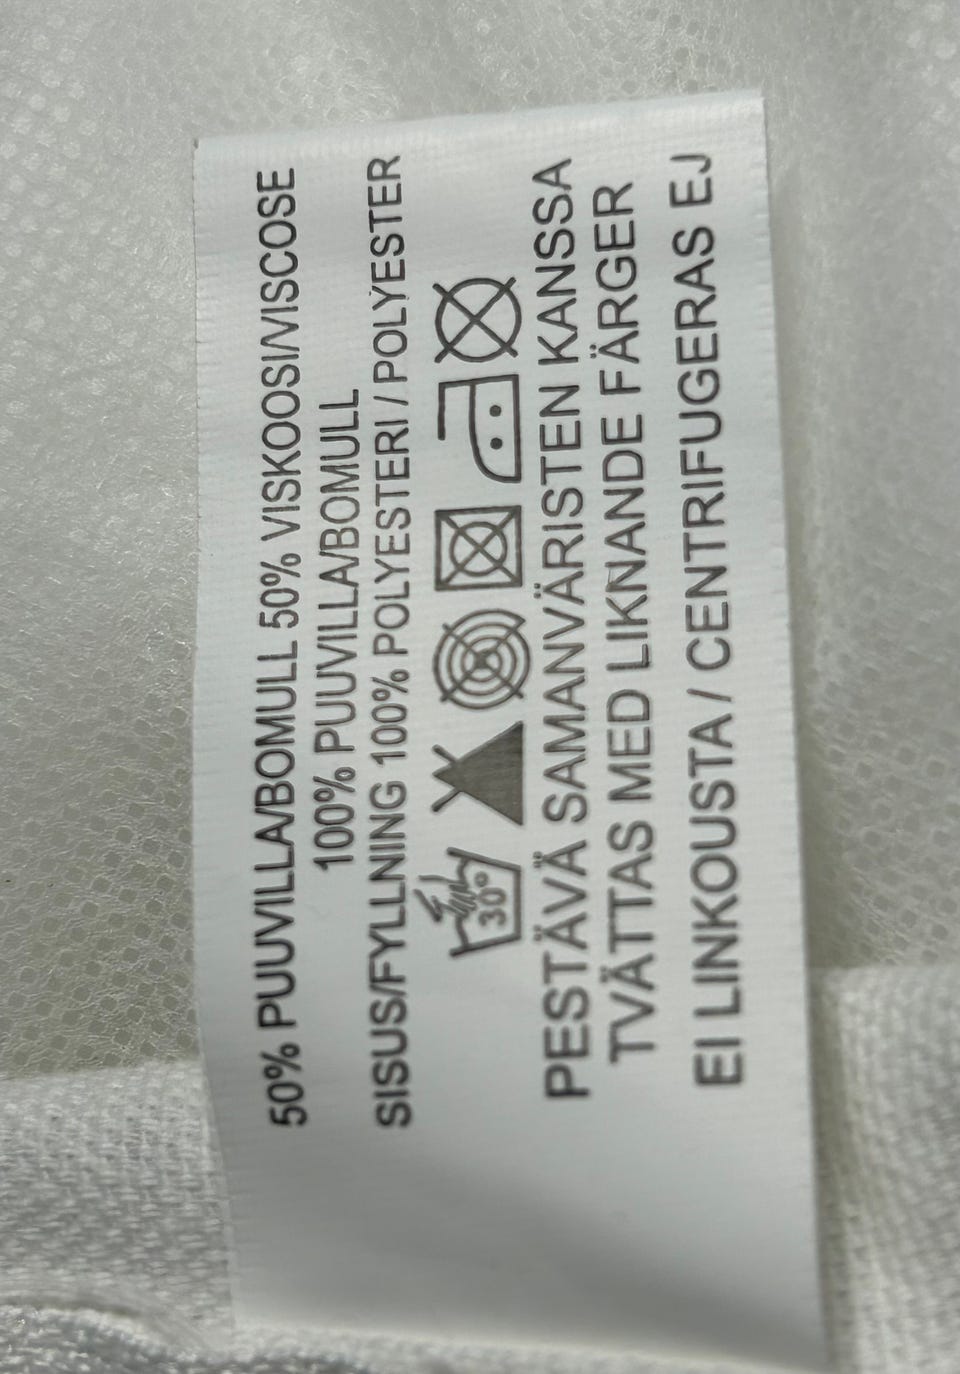 50% PUUVILLA/BOMULL 50% VISKOOSI/VISCOSE
100% PUUVILLA/BOMULL
SISUS/FYLLNING 100% POLYESTERI / POLYESTER
30°
PESTÄVÄ SAMANVÄRISTEN KANSSA
TVÄTTAS MED LIKNANDE FÄRGER
EI LINKOUSTA / CENTRIFUGERAS EJ